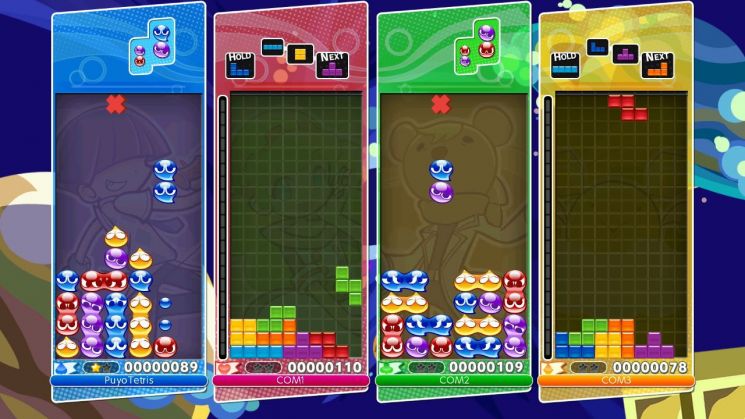 HOLD
NEXT
HOLD
NEXT
00000089
00000110
00000109
00000078
PuyoTetris
COM1
COM2
COM3